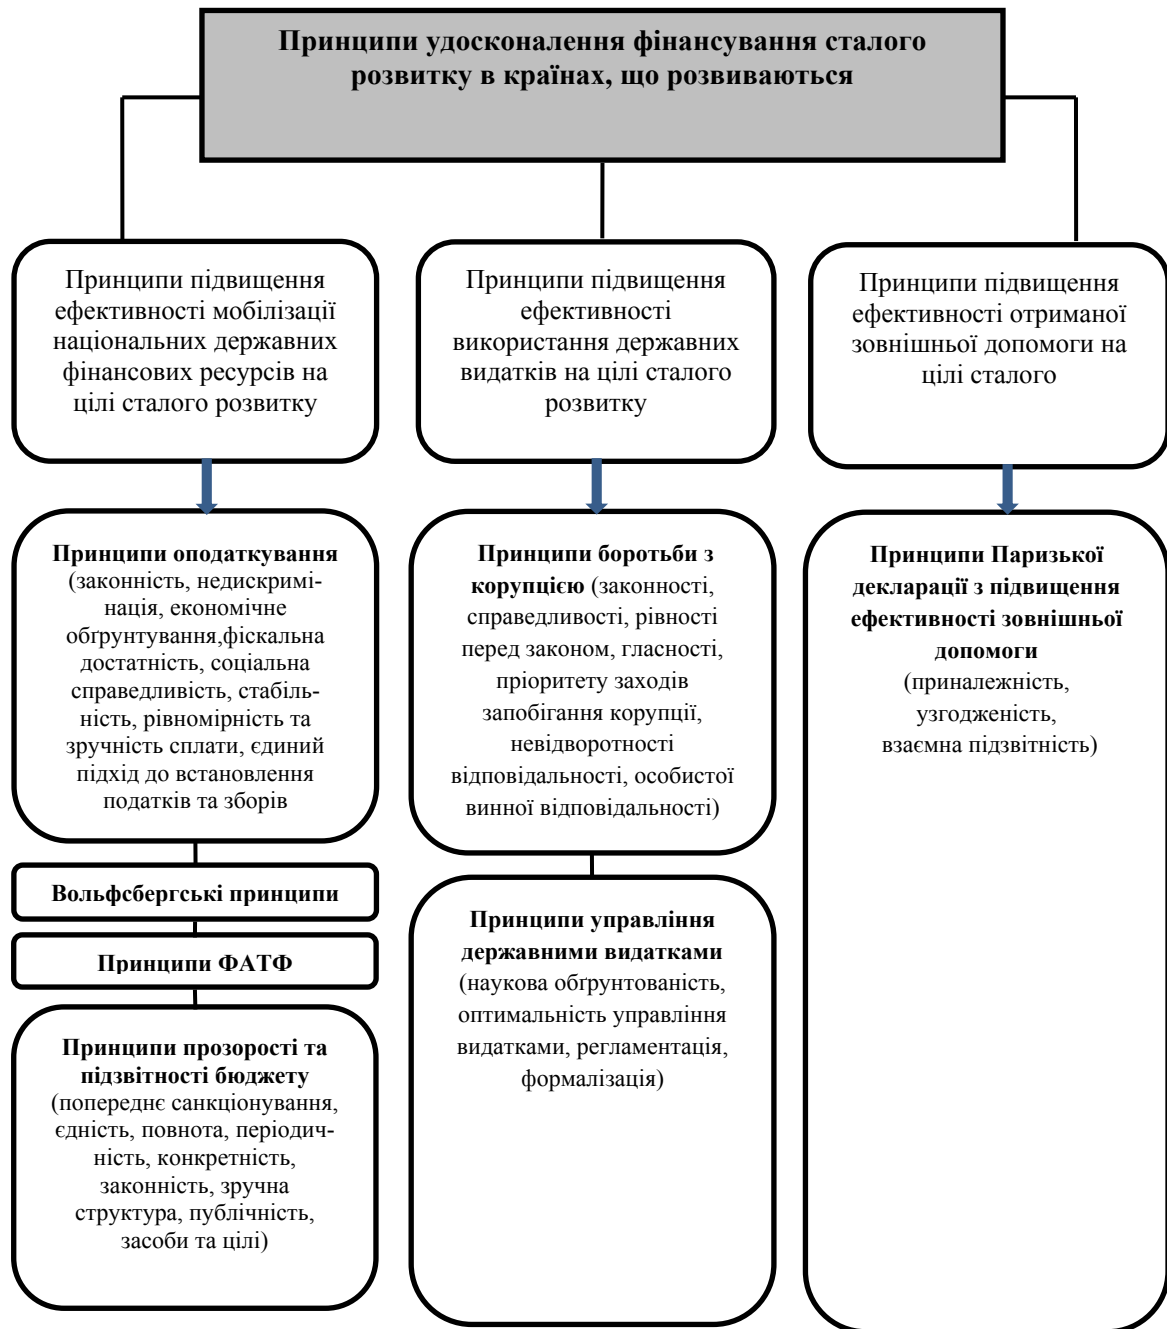 Принципи удосконалення фінансування сталого
розвитку в країнах, що розвиваються
Принципи підвищення
ефективності мобілізації
національних державних
фінансових ресурсів на
цілі сталого розвитку
Принципи підвищення
ефективності
використання державних
видатків на цілі сталого
розвитку
Принципи підвищення
ефективності отриманої
зовнішньої допомоги на
цілі сталого
Принципи оподаткування
(законність, недискримі-
нація, економічне
обґрунтування,фіскальна
достатність, соціальна
справедливість, стабіль-
ність, рівномірність та
зручність сплати, єдиний
підхід до встановлення
податків та зборів
Вольфсбергські принципи
Принципи ФАТФ
Принципи прозорості та
підзвітності бюджету
(попереднє санкціонування,
єдність, повнота, періодич-
ність, конкретність,
законність, зручна
структура, публічність,
засоби та цілі)
Принципи боротьби з
корупцією (законності,
справедливості, рівності
перед законом, гласності,
пріоритету заходів
запобігання корупції,
невідворотності
відповідальності, особистої
винної відповідальності)
Принципи управління
державними видатками
(наукова обґрунтованість,
оптимальність управління
видатками, регламентація,
формалізація)
Принципи Паризької
декларації з підвищення
ефективності зовнішньої
допомоги
(приналежність,
узгодженість,
взаємна підзвітність)